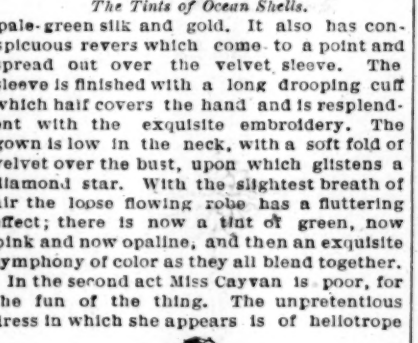 The Tints of Ocean Shells.
pale-green silk and gold. It also has con-
spicuous revers which come to a point and
spread out over the velvet sleeve. The
sleeve is finished with a long drooping cuff
which half covers the hand and is resplend-
ent with the exquisite embroidery. The
gown is low in the neck, with a soft fold of
velvet over the bust, upon which glistens a
diamond star. With the slightest breath of
air the loose flowing robe has a fluttering
effect; there is now a tint of green, now
pink and now opaline, and then an exquisite
symphony of color as they all blend together.
In the second act Miss Cayvan is poor, for
the fun of the thing. The unpretentious
dress in which she appears is of heliotrope